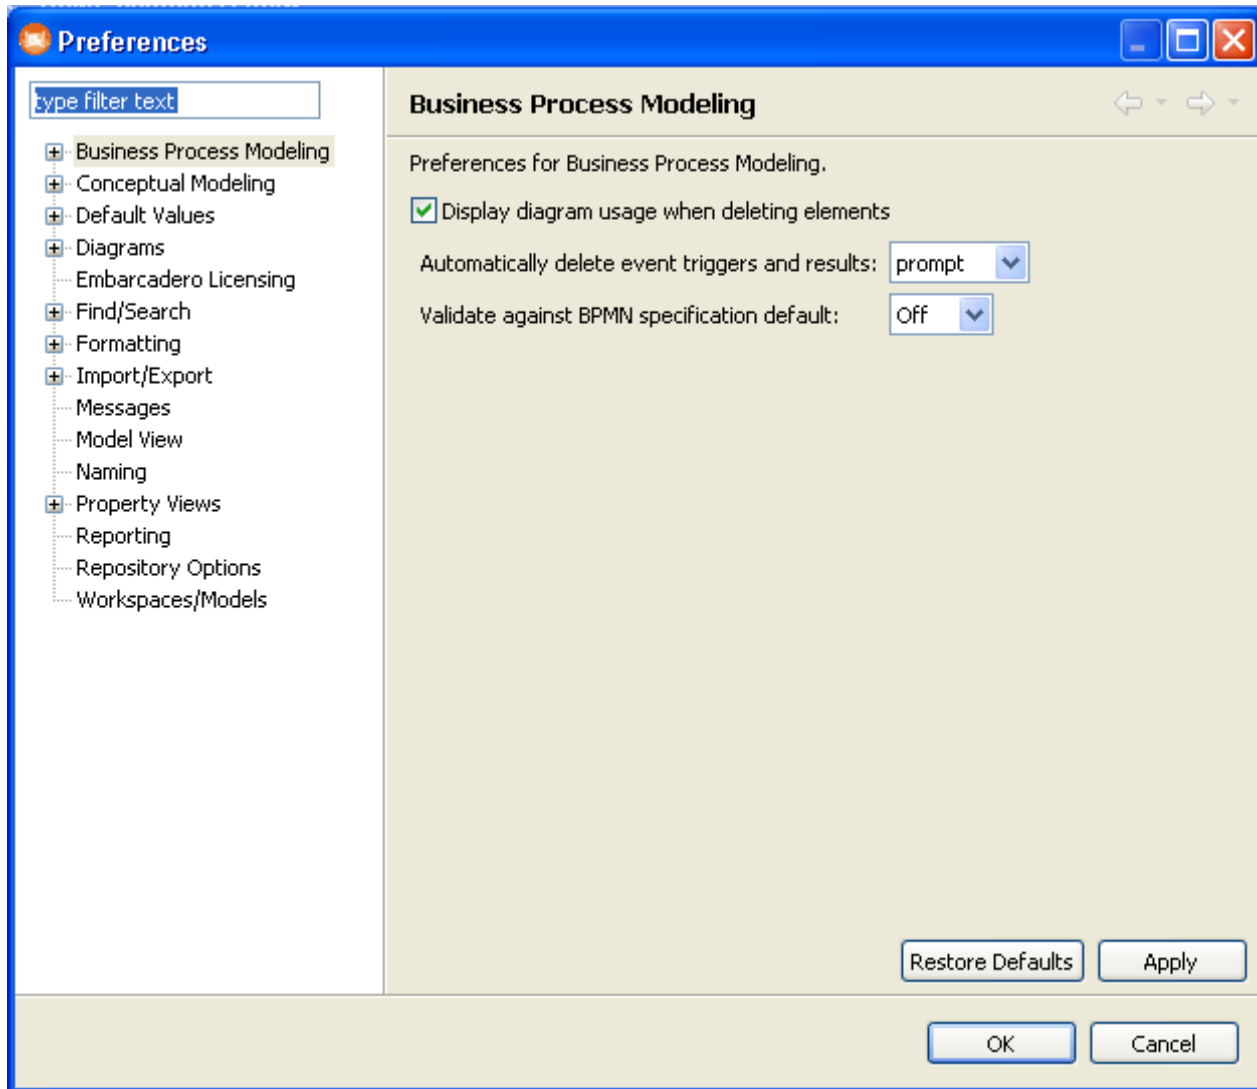 Preferences
type filter text
Business Process Modeling
Conceptual Modeling
Default Values
Diagrams
Embarcadero Licensing
Find/Search
Formatting
Import/Export
Messages
Model View
Naming
Property Views
Reporting
Repository Options
Workspaces/Models
Business Process Modeling
Preferences for Business Process Modeling.
Display diagram usage when deleting elements
Automatically delete event triggers and results: prompt
Validate against BPMN specification default: Off
Restore Defaults Apply
OK Cancel